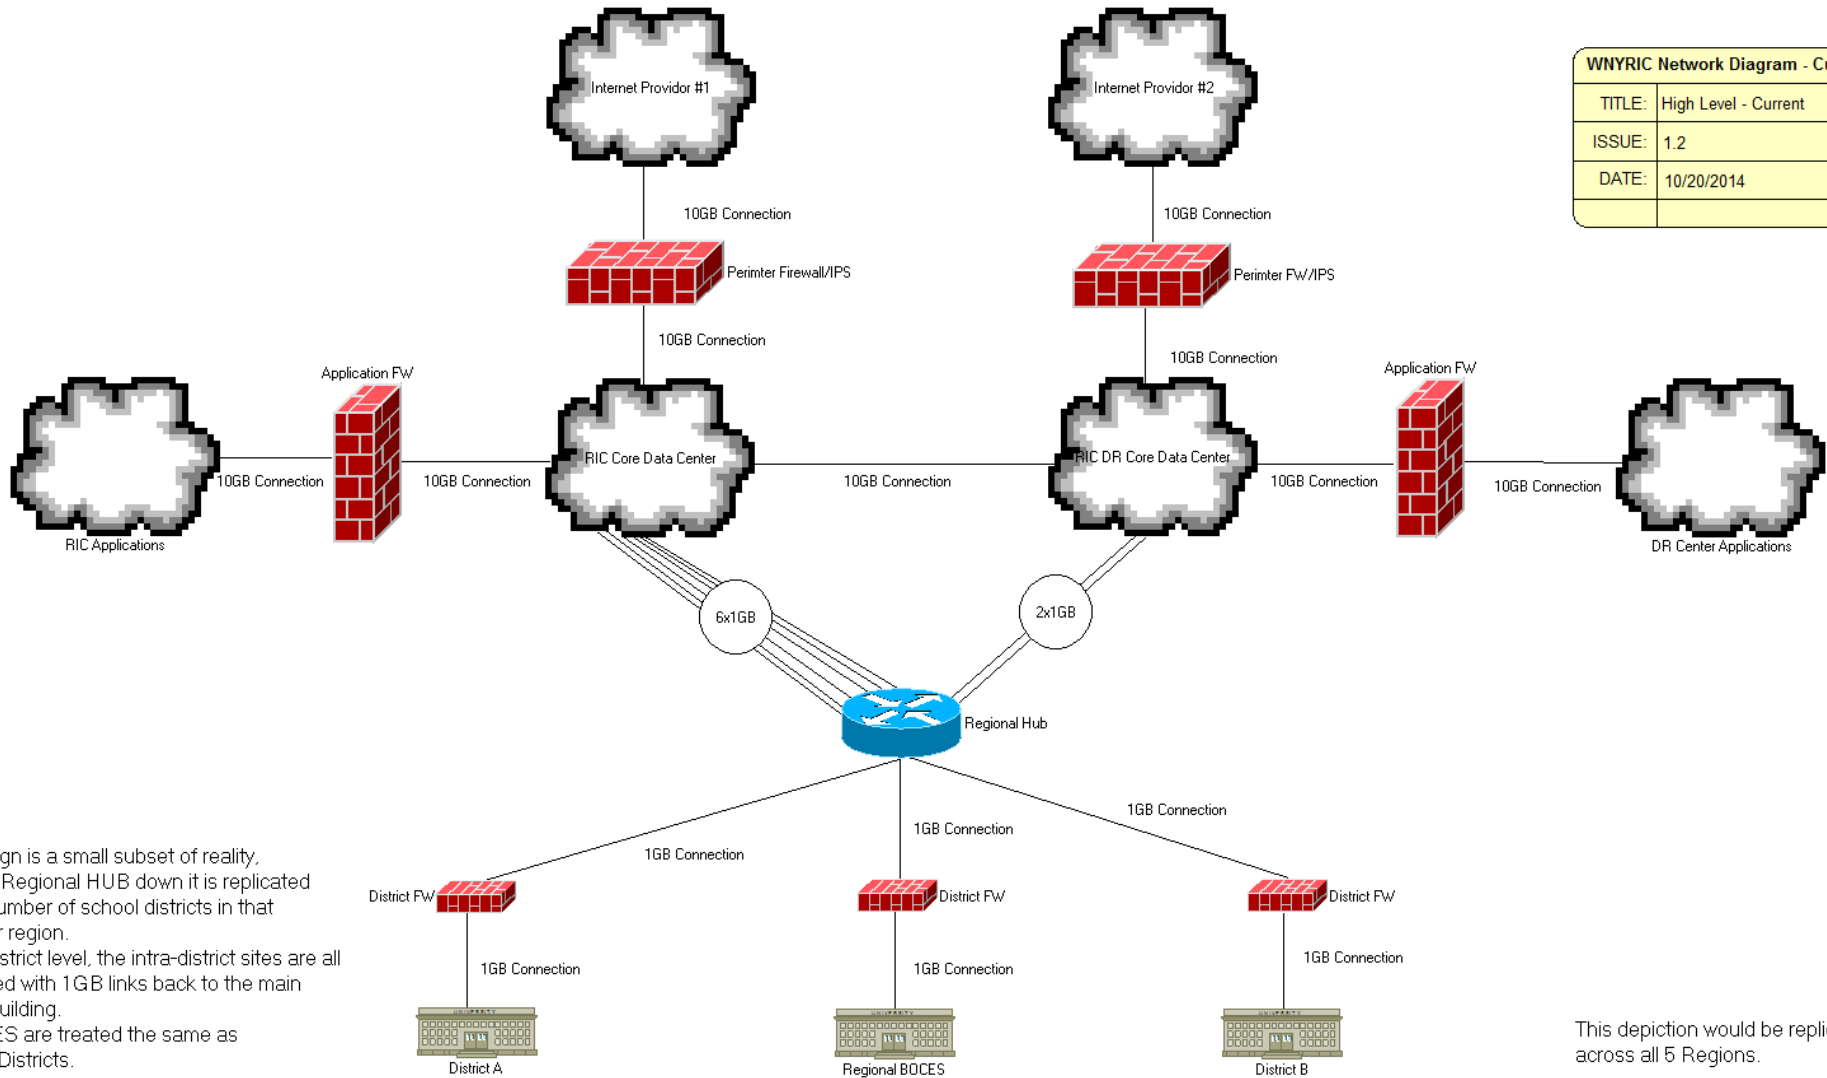 Internet Providor #1
Internet Providor #2
WNYRIC Network Diagram - Cu
TITLE: High Level - Current
ISSUE: 1.2
DATE: 10/20/2014
10GB Connection
10GB Connection
Perimter Firewall/IPS
Perimter FW/IPS
10GB Connection
10GB Connection
Application FW
Application FW
RIC Core Data Center
RIC DR Core Data Center
10GB Connection
10GB Connection
10GB Connection
10GB Connection
10GB Connection
RIC Applications
DR Center Applications
6x1GB
2x1GB
Regional Hub
1GB Connection
1GB Connection
1GB Connection
District FW
District FW
District FW
1GB Connection
1GB Connection
1GB Connection
UNIVERSITY
UNIVERSITY
UNIVERSITY
District A
Regional BOCES
District B
gn is a small subset of reality,
Regional HUB down it is replicated
umber of school districts in that
r region.
strict level, the intra-district sites are all
ed with 1GB links back to the main
uilding.
ES are treated the same as
Districts.
This depiction would be repli
across all 5 Regions.